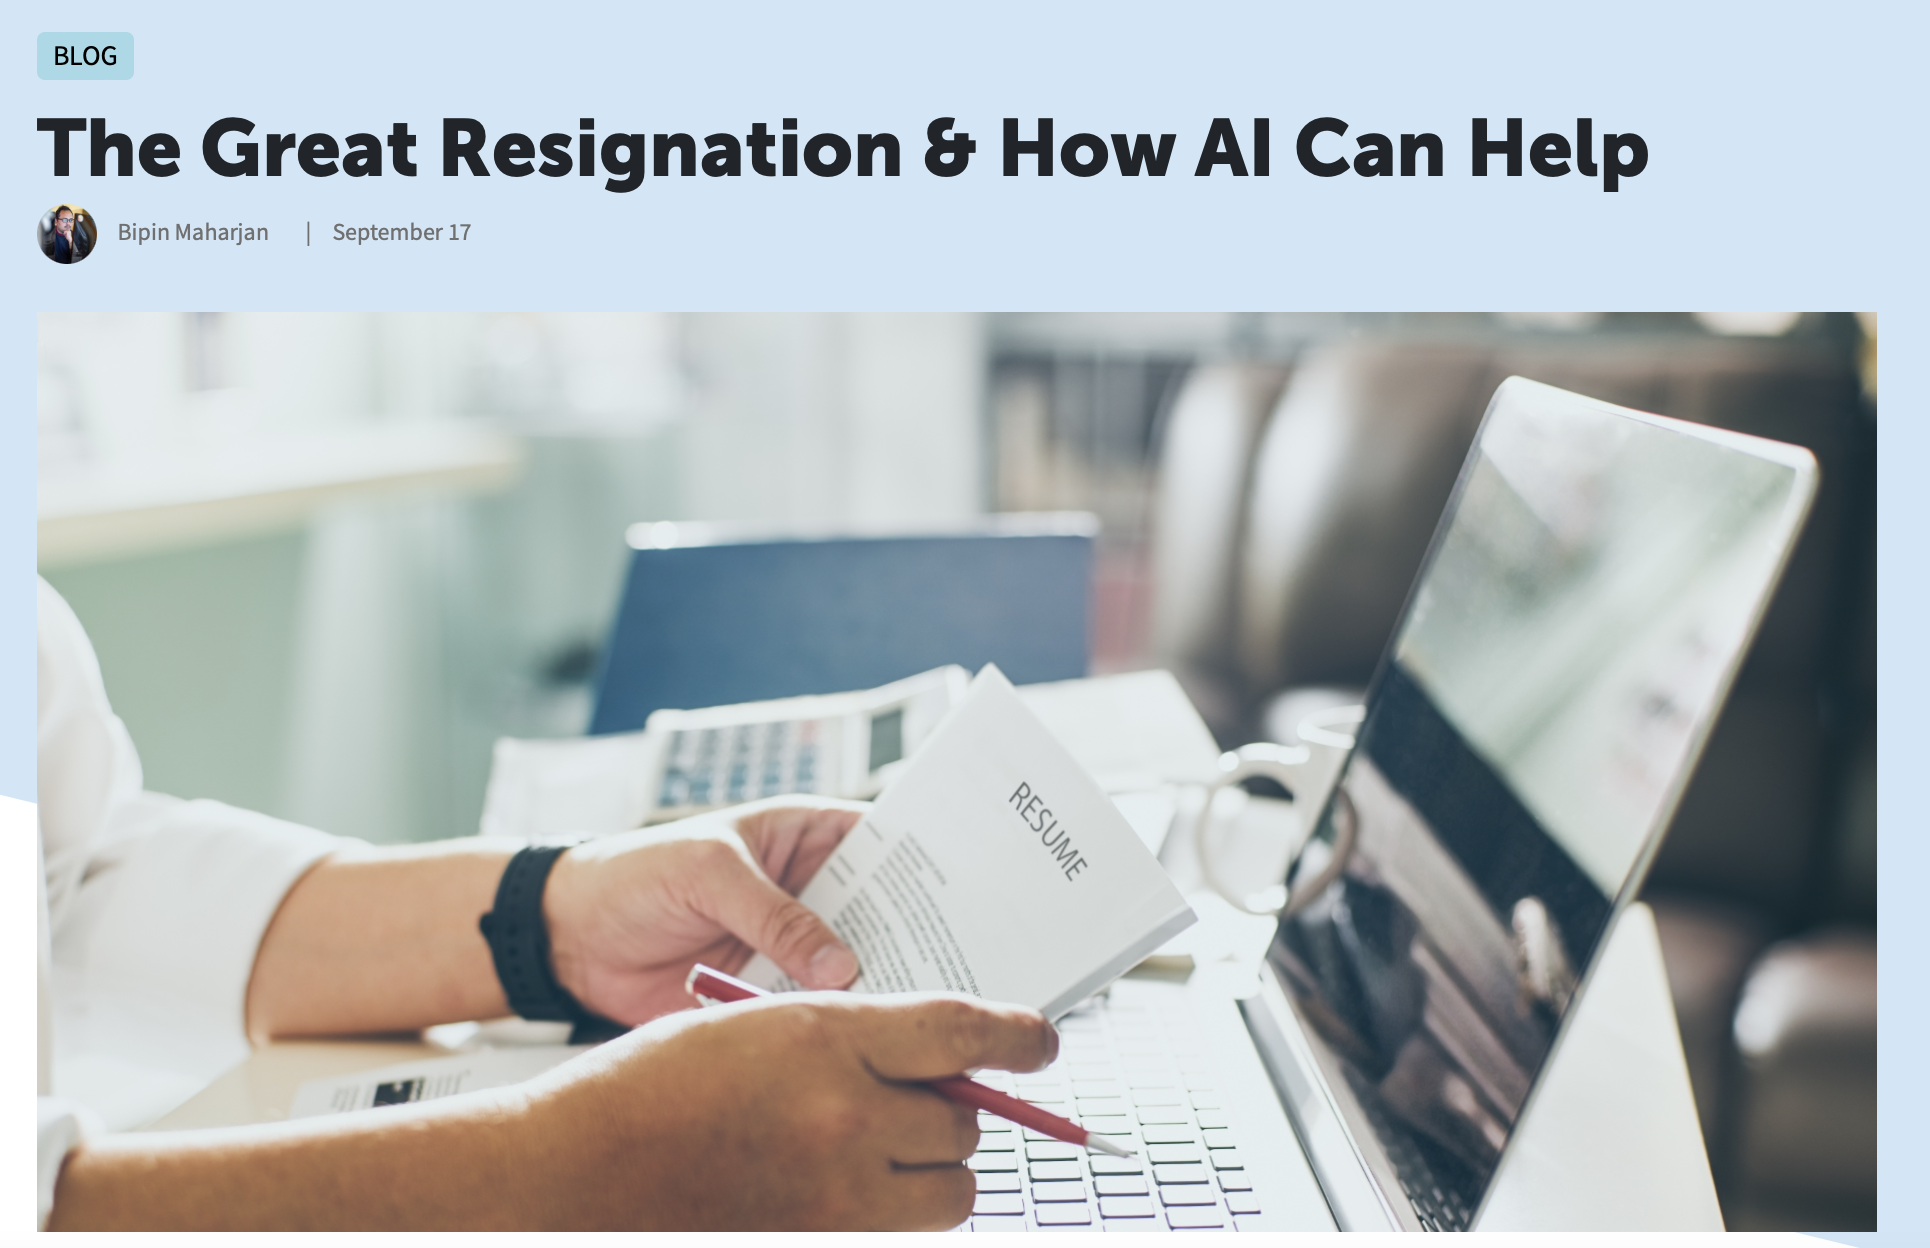 BLOG
The Great Resignation & How AI Can Help
Bipin Maharjan | September 17
RESUME